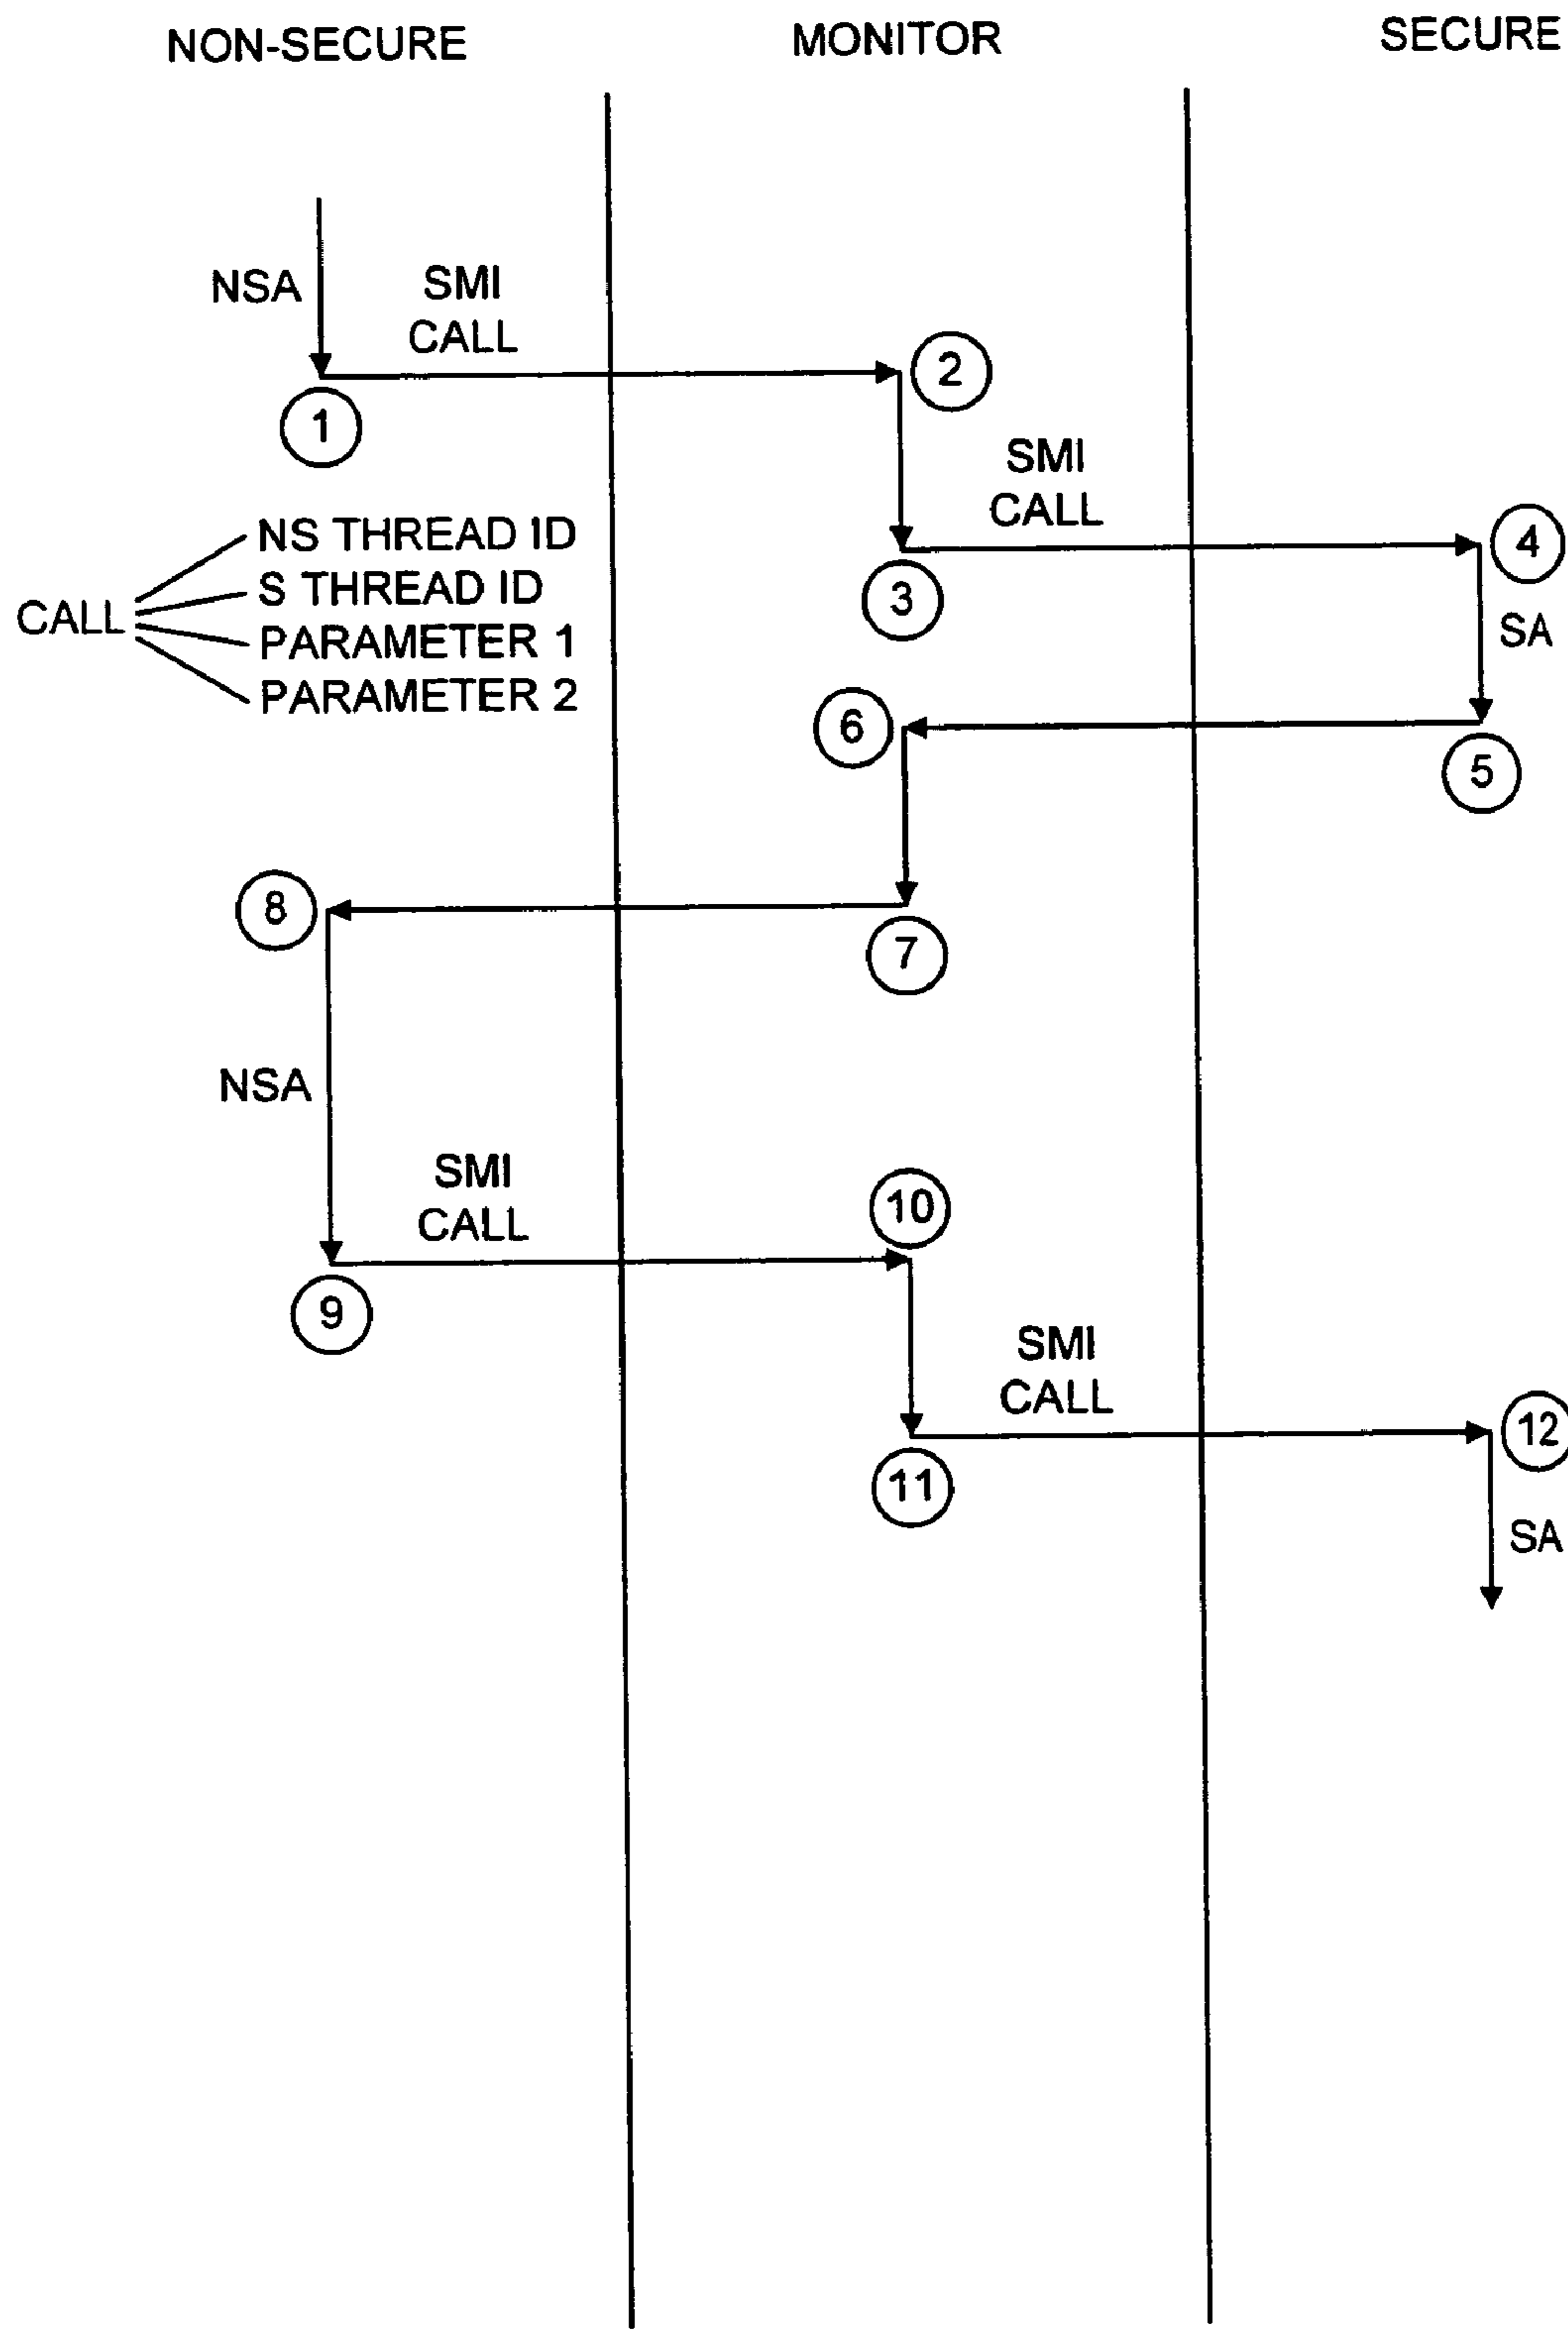 NON-SECURE
MONITOR
SECURE
NSA
SMI
CALL
1
2
SMI
CALL
3
4
SA
CALL
NS THREAD ID
S THREAD ID
PARAMETER 1
PARAMETER 2
6
5
8
7
NSA
SMI
CALL
10
9
SMI
CALL
11
12
SA